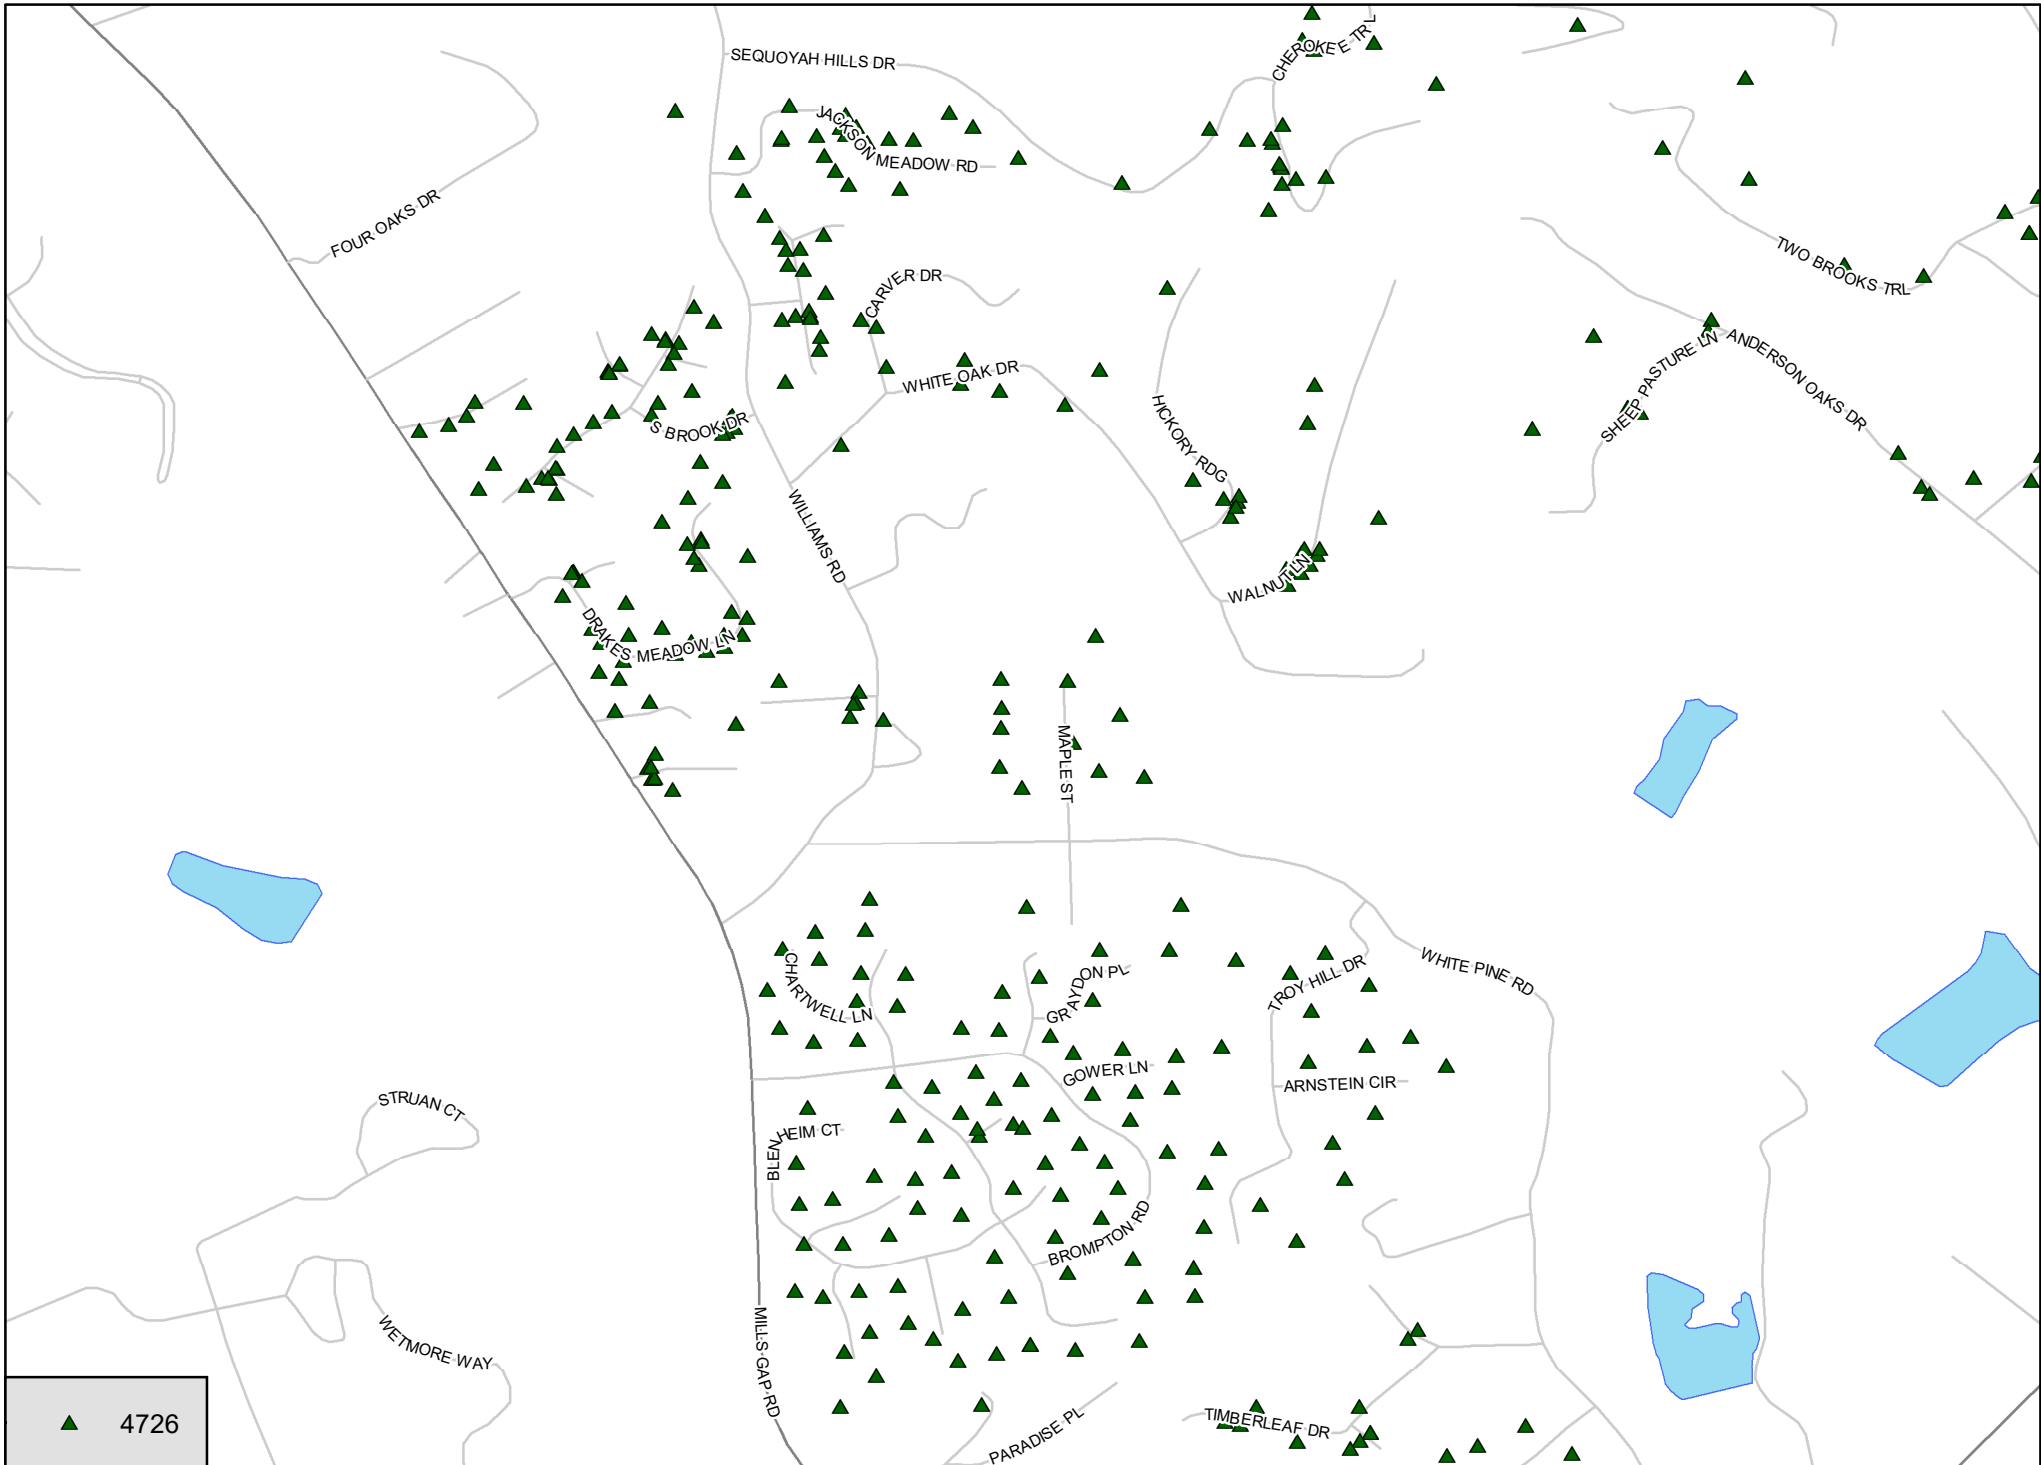 CHEROKEE TRL
SEQUOYAH HILLS DR
JACKSON MEADOW RD
FOUR OAKS DR
TWO BROOKS TRL
CARVER DR
ANDERSON OAKS DR
SHEEP PASTURE LN
WHITE OAK DR
HICKORY RDG
S BROOK DR
WILLIAMS RD
WALNUT LN
DRAKES MEADOW LN
MAPLE ST
WHITE PINE RD
CHARTWELL LN
GRAYDON PL
TROY HILL DR
GOWER LN
ARNSTEIN CIR
STRUAN CT
BLENHEIM CT
BROMPTON RD
WETMORE WAY
MILLS GAP RD
PARADISE PL
TIMBERLEAF DR
4726